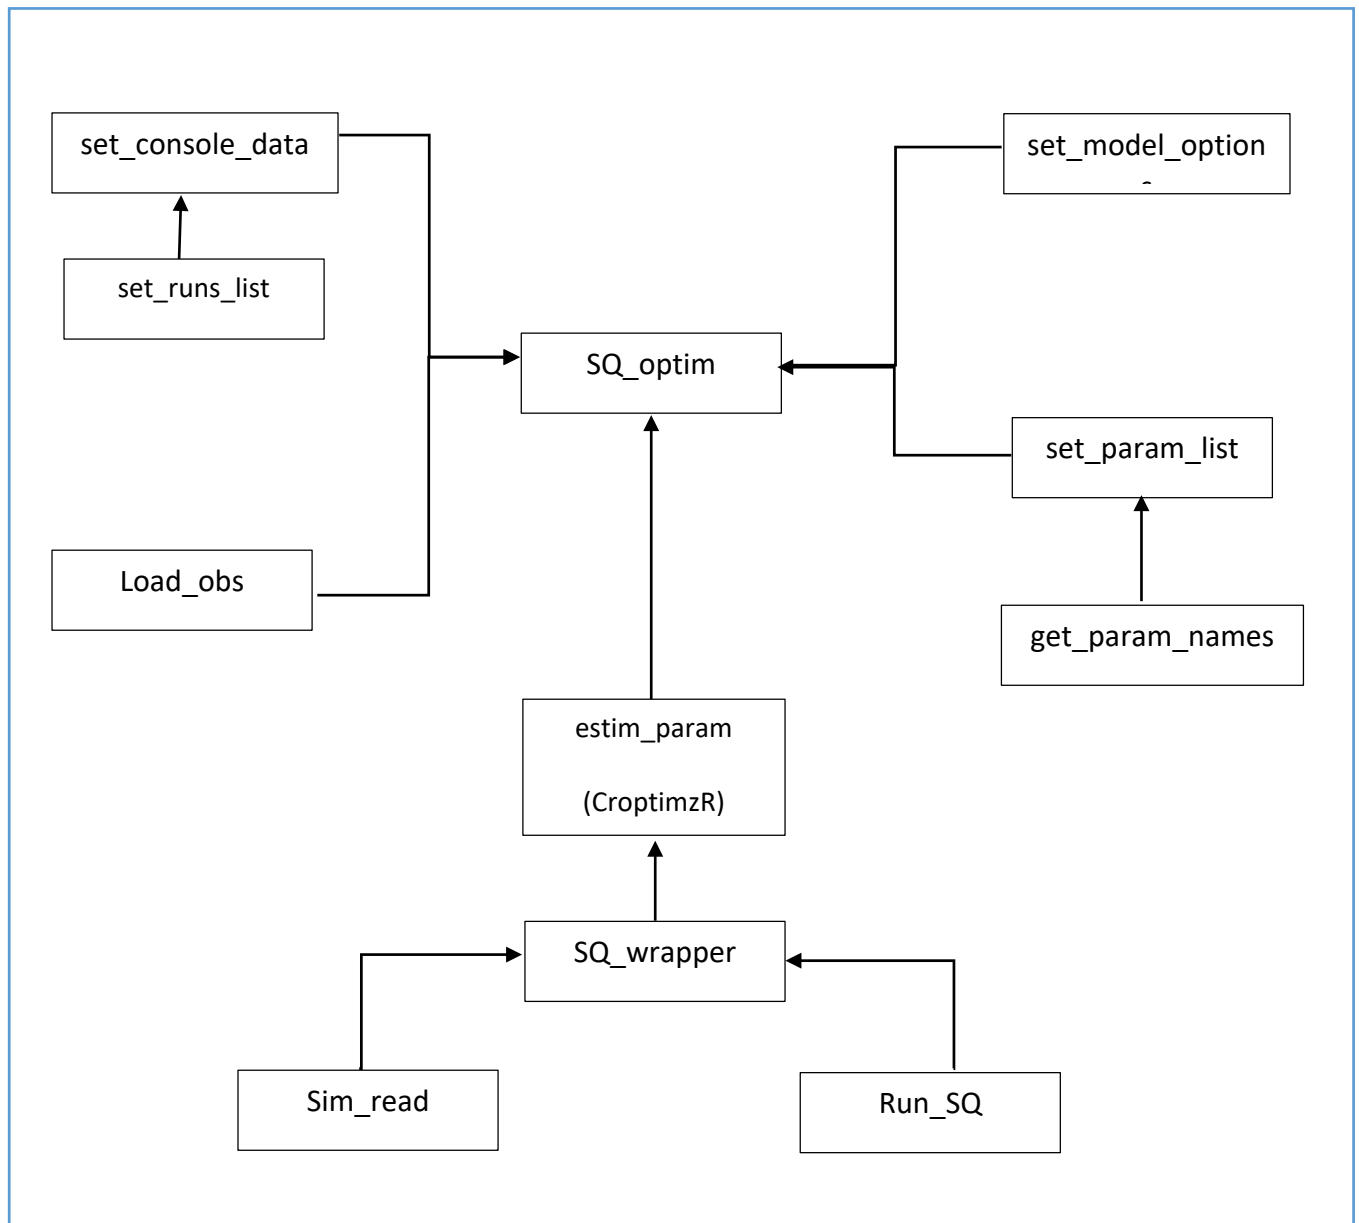 set_console_data
set_model_option
set_runs_list
SQ_optim
set_param_list
Load_obs
get_param_names
estim_param
(CroptimzR)
SQ_wrapper
Sim_read
Run_SQ